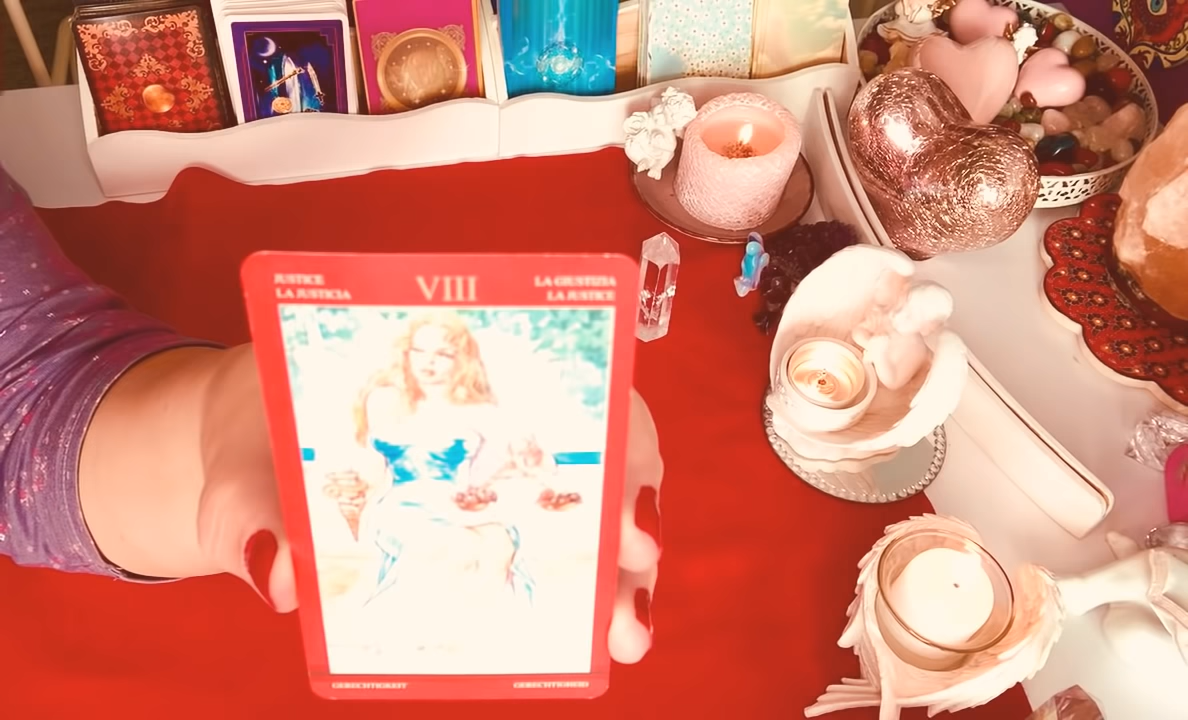 JUSTICE
LA JUSTICIA
VIII
LA GIUSTIZIA
LA JUSTICE
GERECHTIGKEIT
GERECHTIGHEID